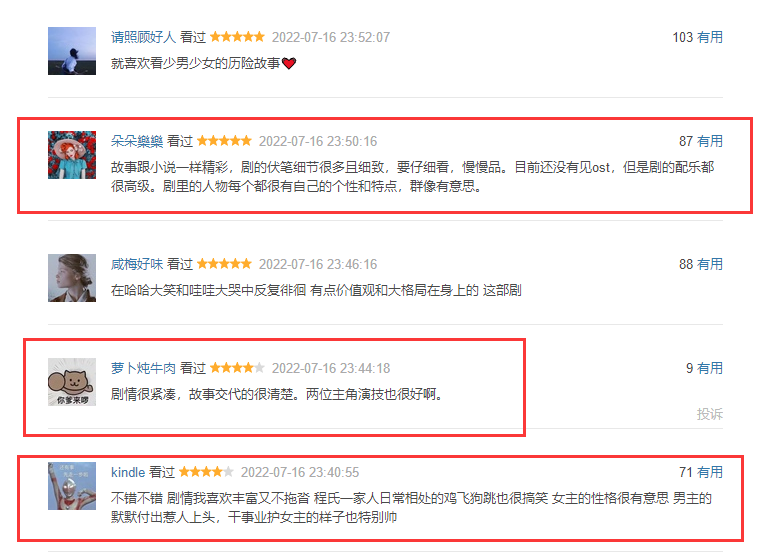 请照顾好人 看过 ★★★★★ 2022-07-16 23:52:07 103 有用
就喜欢看少男少女的历险故事❤
朵朵樂樂 看过 ★★★★★ 2022-07-16 23:50:16 87 有用
故事跟小说一样精彩，剧的伏笔细节很多且细致，要仔细看，慢慢品。目前还没有见ost，但是剧的配乐都
很高级。剧里的人物每个都很有自己的个性和特点，群像有意思。
咸梅好味 看过 ★★★★★ 2022-07-16 23:46:16 88 有用
在哈哈大笑和哇哇大哭中反复徘徊 有点价值观和大格局在身上的 这部剧
萝卜炖牛肉 看过 ★★★★★ 2022-07-16 23:44:18 9 有用
剧情很紧凑，故事交代的很清楚。两位主角演技也很好啊。
你爹来啰
投诉
kindle 看过 ★★★★★ 2022-07-16 23:40:55 71 有用
不错不错 剧情我喜欢丰富又不拖沓 程氏一家人日常相处的鸡飞狗跳也很搞笑 女主的性格很有意思 男主的
默默付出惹人上头，干事业护女主的样子也特别帅